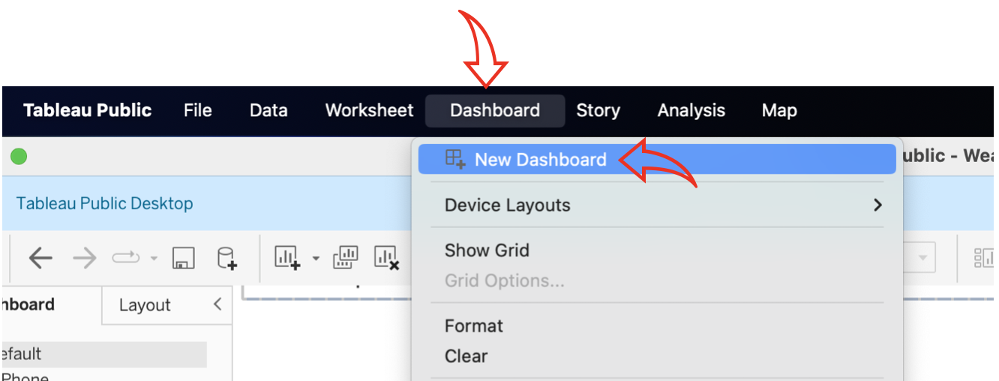 Tableau Public File Data Worksheet Dashboard Story Analysis Map
New Dashboard
ublic - Wea
Tableau Public Desktop
Device Layouts
Show Grid
Grid Options...
hboard Layout
Format
efault
Clear
Phone